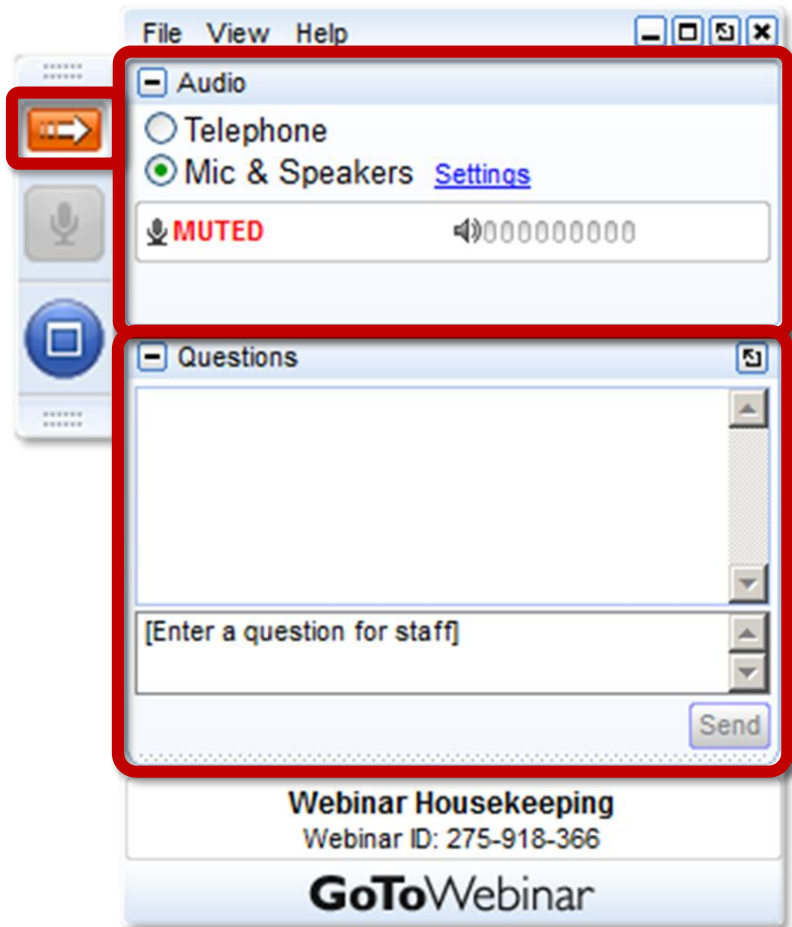 File View Help
Audio
Telephone
Mic & Speakers Settings
MUTED
Questions
[Enter a question for staff]
Send
Webinar Housekeeping
Webinar ID: 275-918-366
GoToWebinar